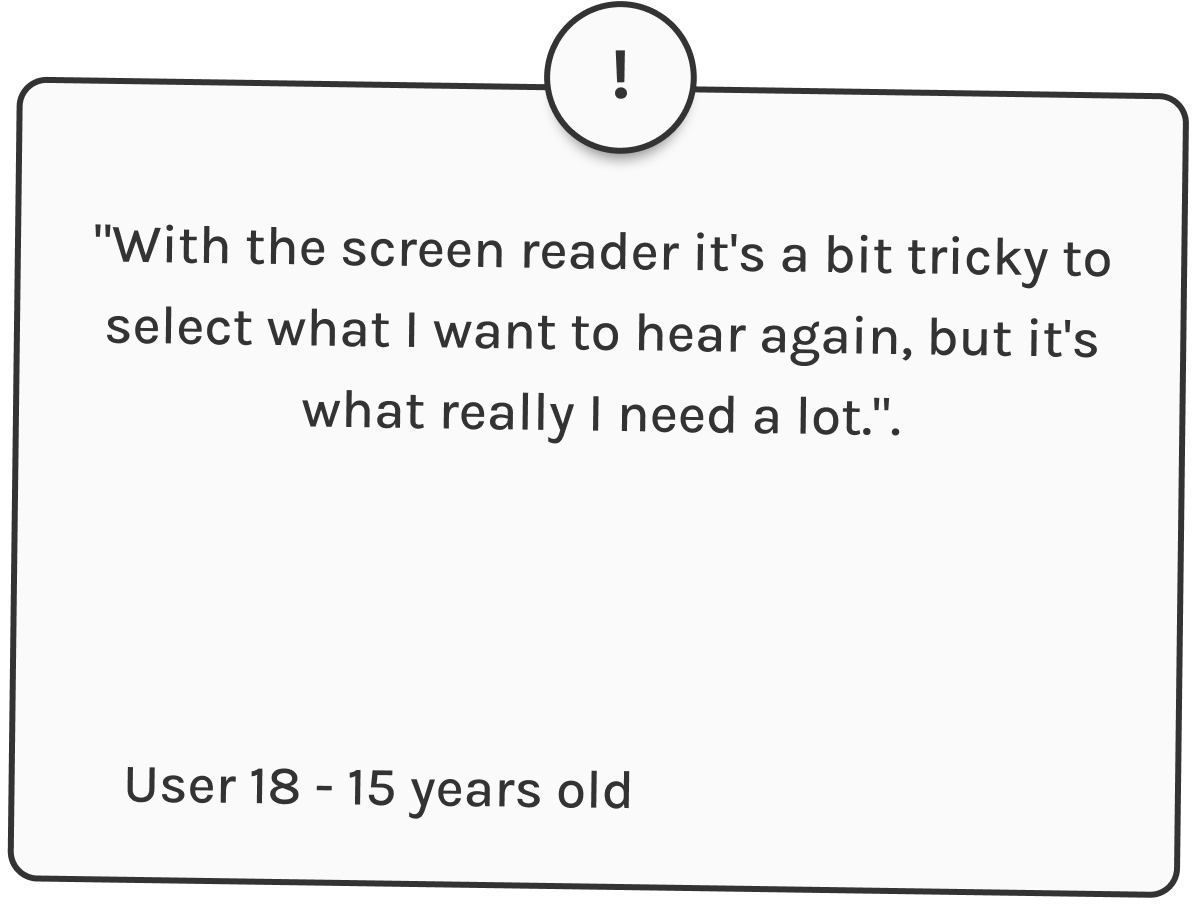 !
"With the screen reader it's a bit tricky to
select what I want to hear again, but it's
what really I need a lot.".
User 18 - 15 years old